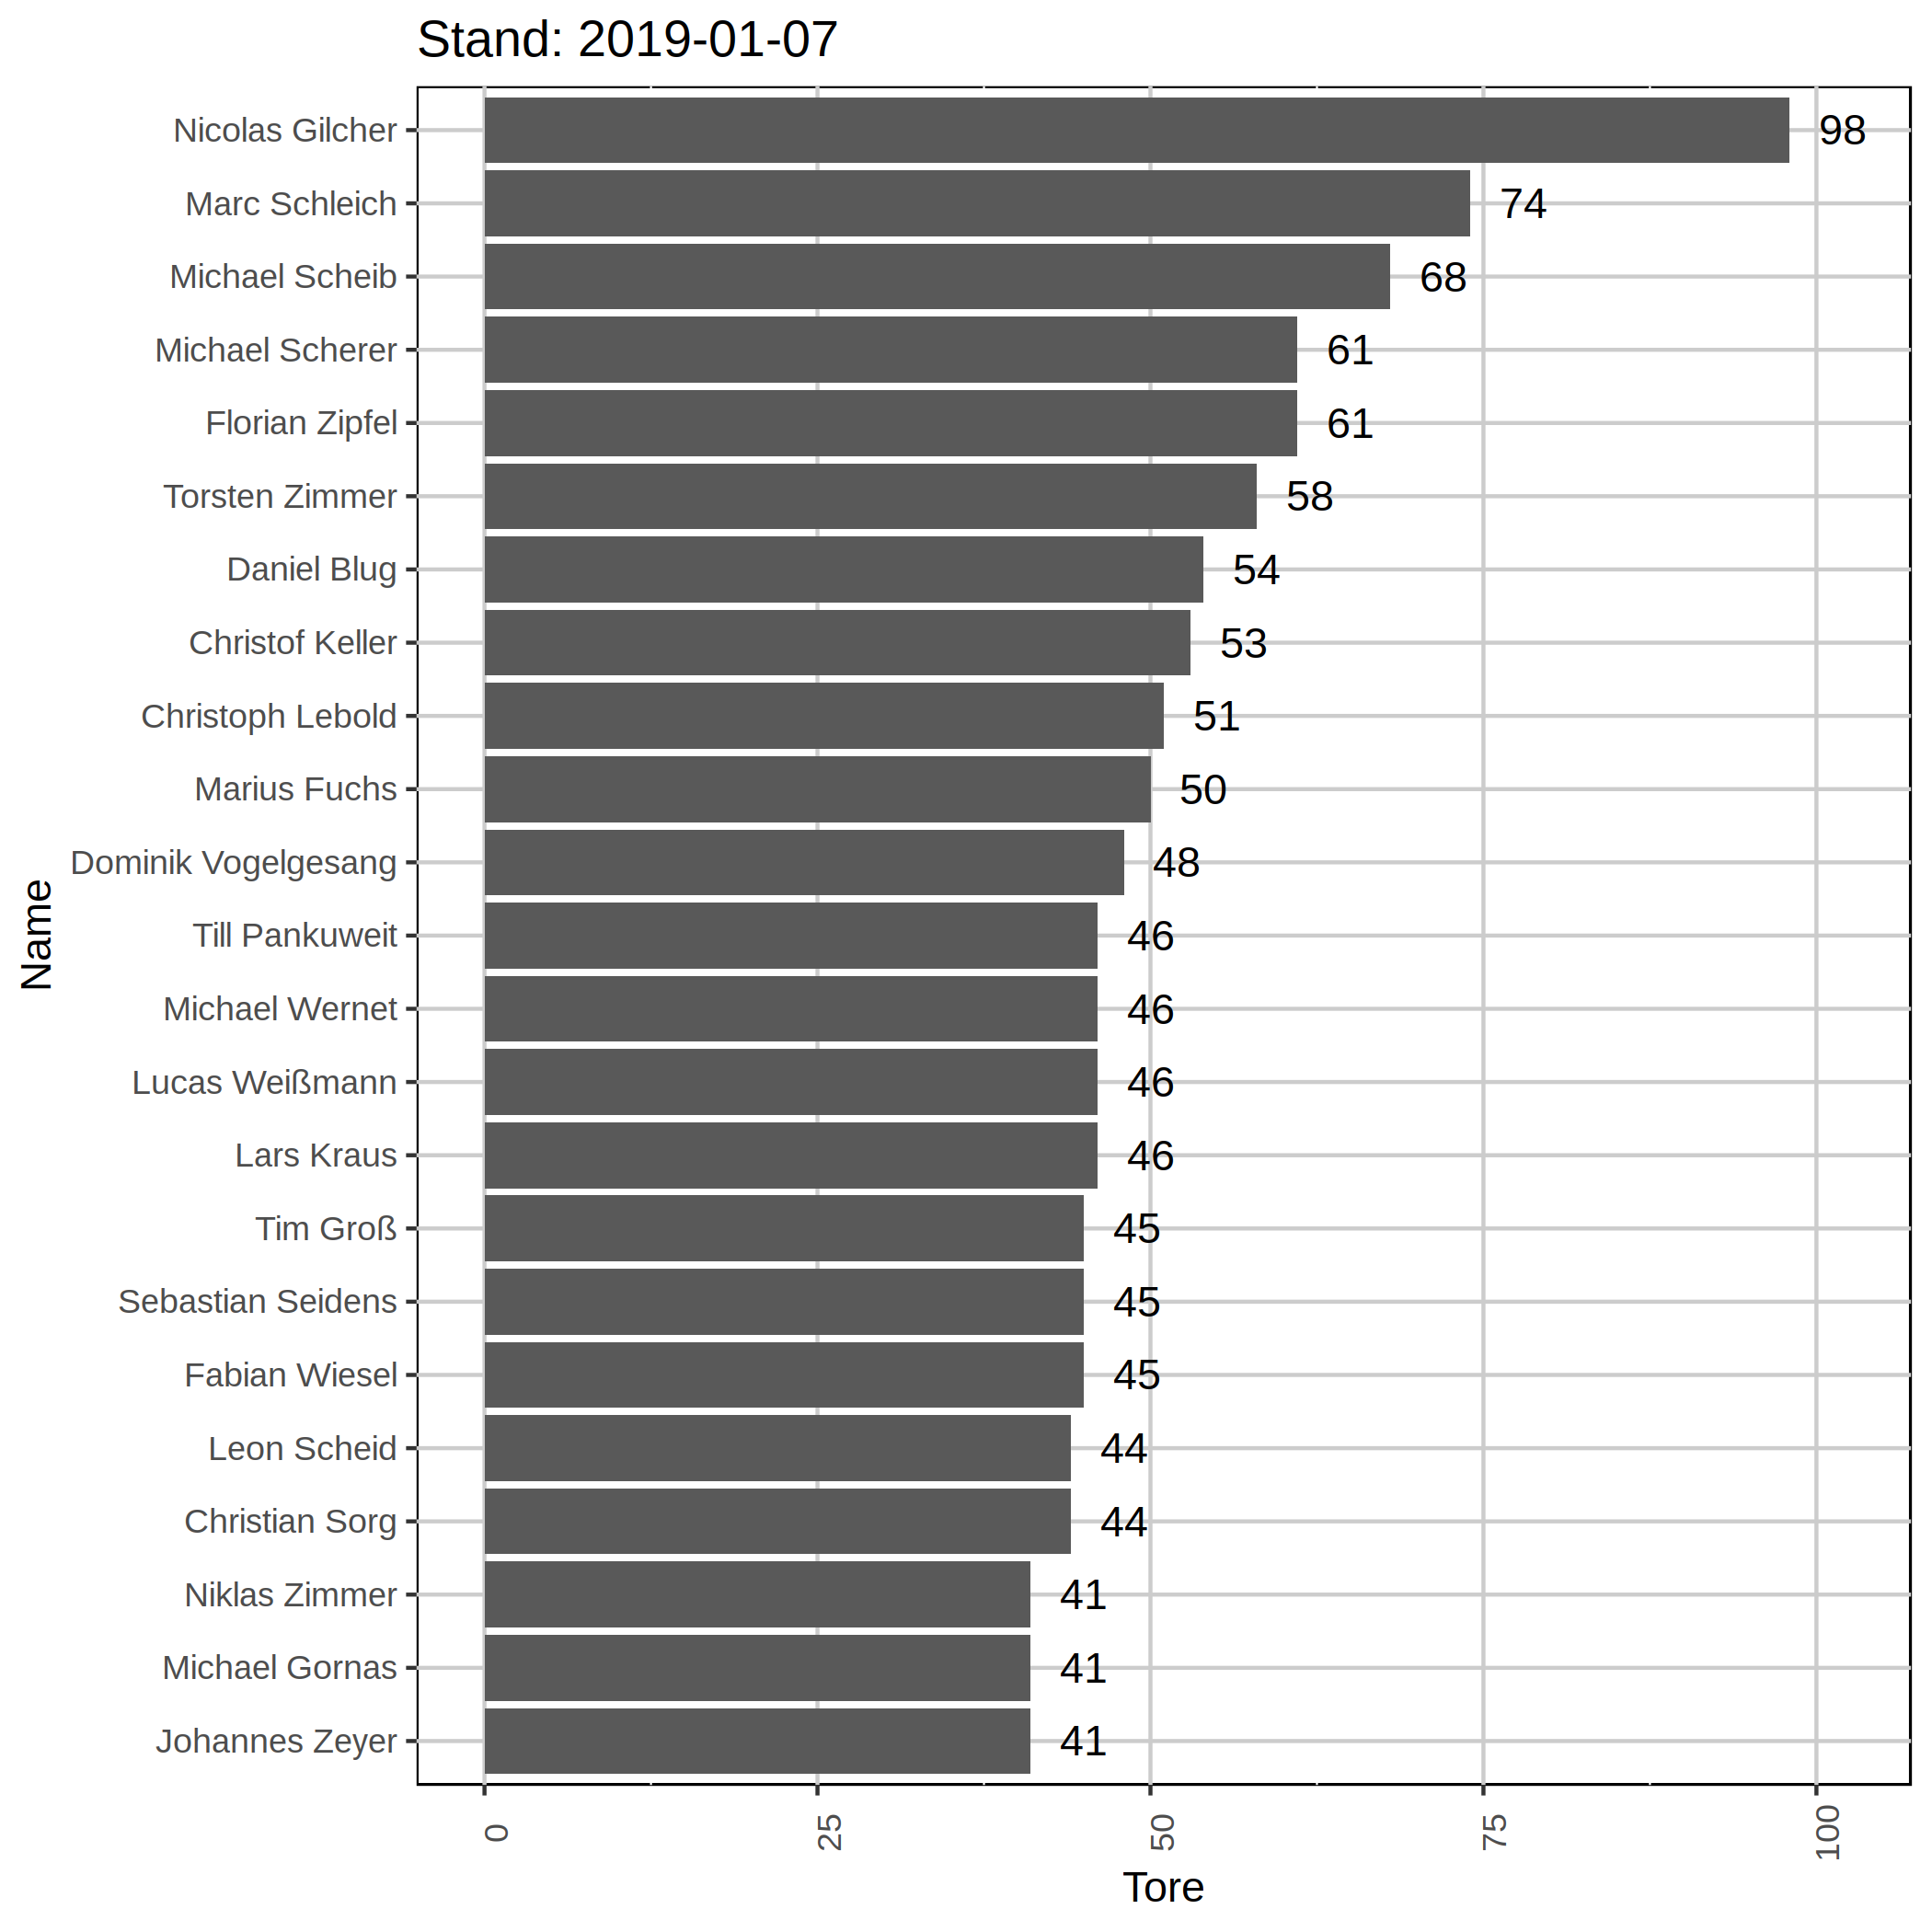 Stand: 2019-01-07
Nicolas Gilcher 98
Marc Schleich 74
Michael Scheib 68
Michael Scherer 61
Florian Zipfel 61
Torsten Zimmer 58
Daniel Blug 54
Christof Keller 53
Christoph Lebold 51
Marius Fuchs 50
Dominik Vogelgesang 48
Till Pankuweit 46
Michael Wernet 46
Lucas Weißmann 46
Lars Kraus 46
Tim Groß 45
Sebastian Seidens 45
Fabian Wiesel 45
Leon Scheid 44
Christian Sorg 44
Niklas Zimmer 41
Michael Gornas 41
Johannes Zeyer 41
Name
0 25 50 75 100
Tore